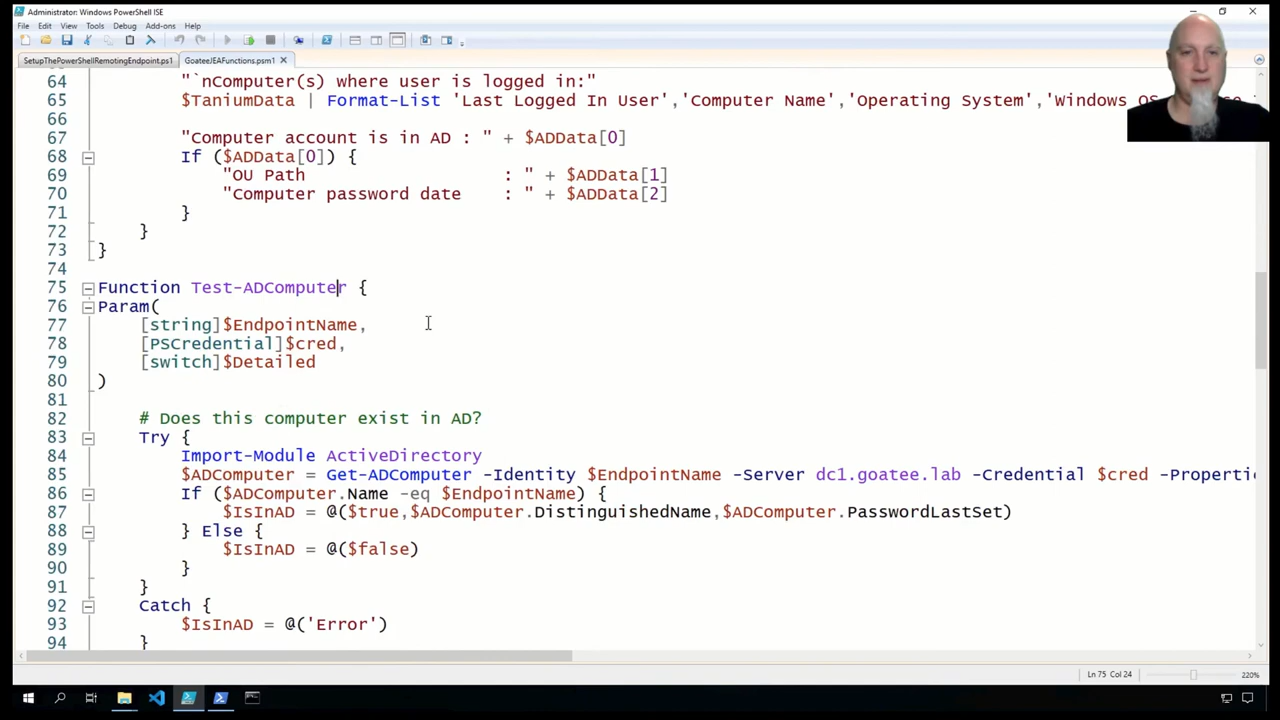 Administrator: Windows PowerShell ISE
File Edit View Tools Debug Add-ons Help
SetupThePowerShellRemotingEndpoint.ps1 GoateeJEAFunctions.psm1
64 "`nComputer(s) where user is logged in:"
65 $TaniumData | Format-List 'Last Logged In User','Computer Name','Operating System','Windows OS
66
67 "Computer account is in AD : " + $ADData[0]
68 If ($ADData[0]) {
69 "OU Path : " + $ADData[1]
70 "Computer password date : " + $ADData[2]
71 }
72 }
73 }
74
75 Function Test-ADComputer {
76 Param(
77 [string]$EndpointName,
78 [PSCredential]$cred,
79 [switch]$Detailed
80 )
81
82 # Does this computer exist in AD?
83 Try {
84 Import-Module ActiveDirectory
85 $ADComputer = Get-ADComputer -Identity $EndpointName -Server dc1.goatee.lab -Credential $cred -Properti
86 If ($ADComputer.Name -eq $EndpointName) {
87 $IsInAD = @($true,$ADComputer.DistinguishedName,$ADComputer.PasswordLastSet)
88 } Else {
89 $IsInAD = @($false)
90 }
91 }
92 Catch {
93 $IsInAD = @('Error')
94 }
Ln 75 Col 24 220%